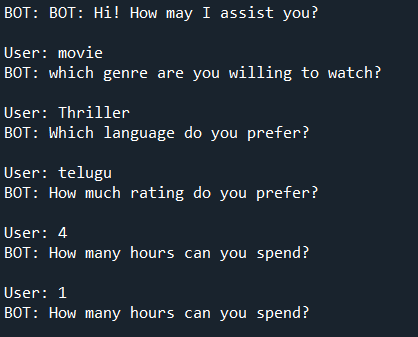 BOT: BOT: Hi! How may I assist you?
User: movie
BOT: which genre are you willing to watch?
User: Thriller
BOT: Which language do you prefer?
User: telugu
BOT: How much rating do you prefer?
User: 4
BOT: How many hours can you spend?
User: 1
BOT: How many hours can you spend?